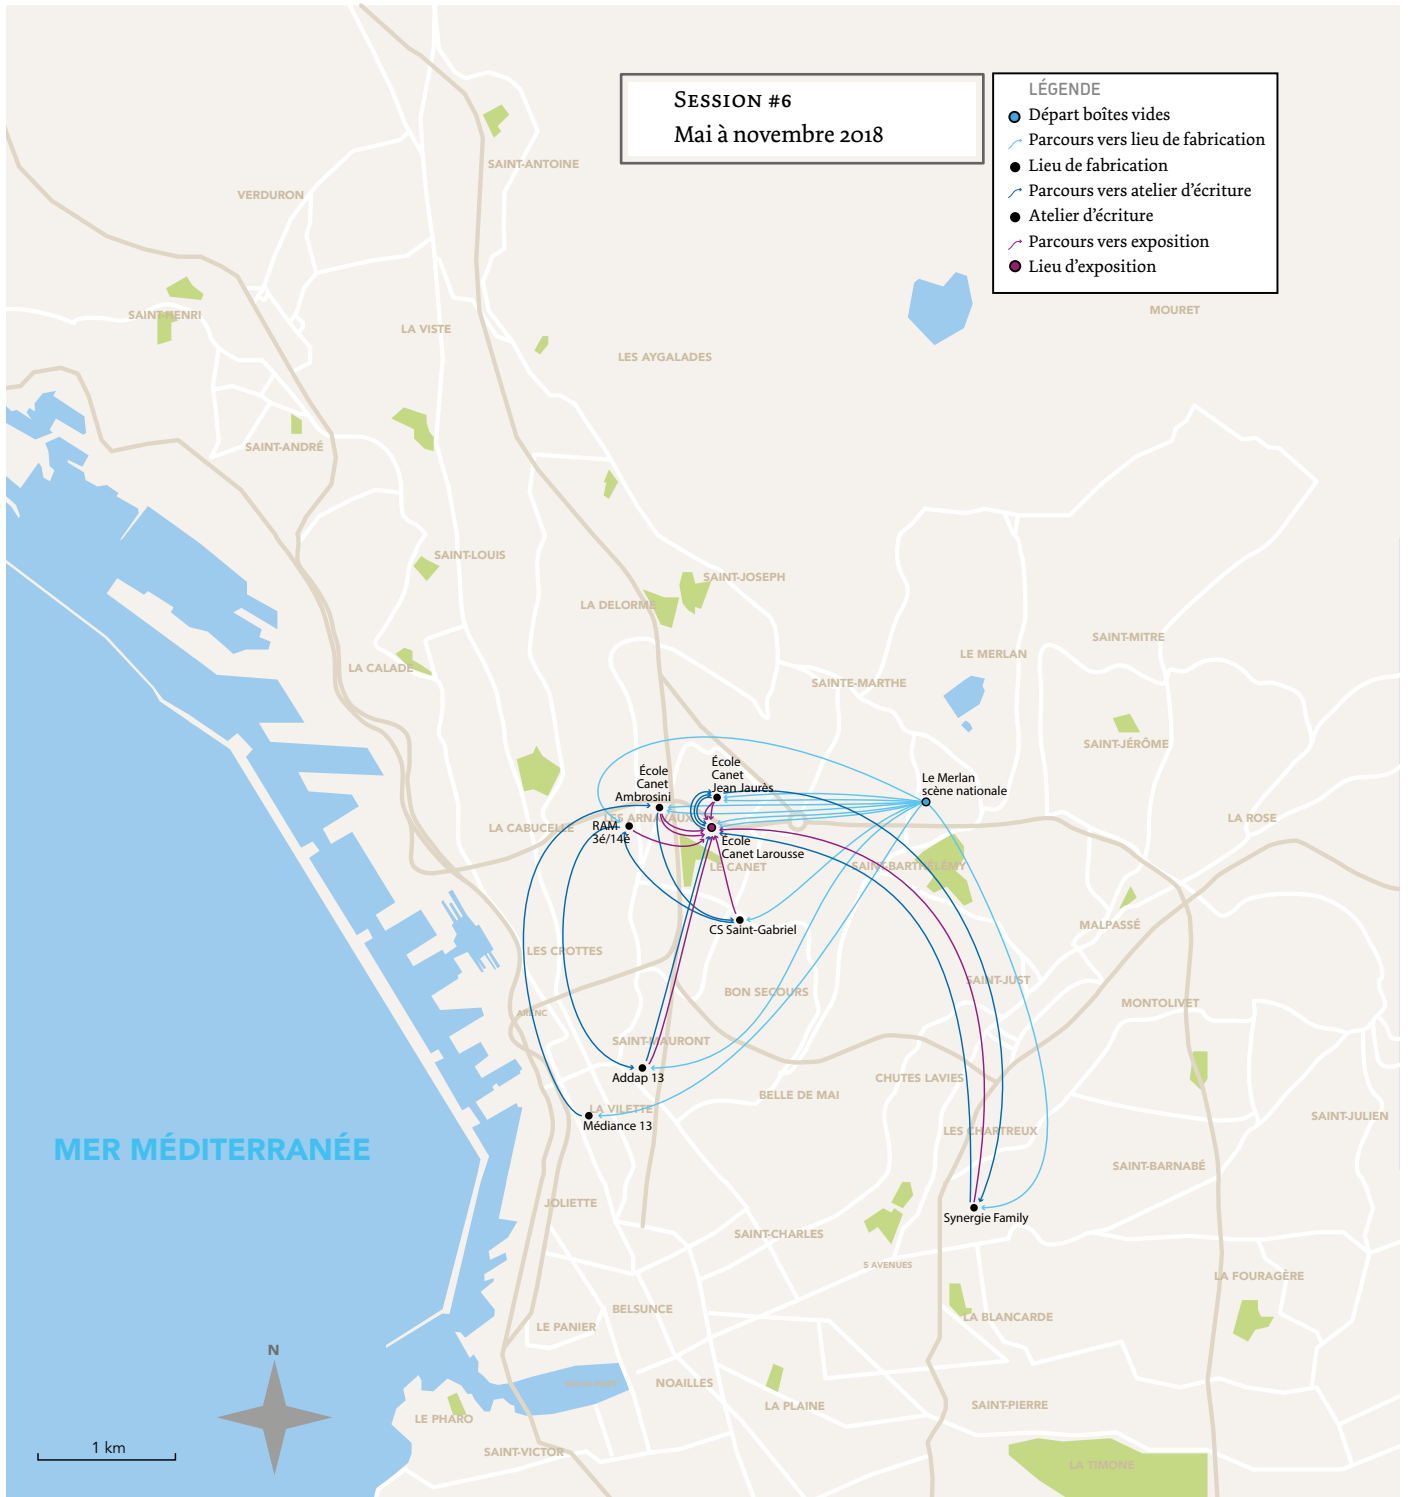 SESSION #6
Mai à novembre 2018
LÉGENDE
Départ boîtes vides
Parcours vers lieu de fabrication
Lieu de fabrication
Parcours vers atelier d'écriture
Atelier d'écriture
Parcours vers exposition
Lieu d'exposition
SAINT-ANTOINE
VERDURON
SAINT-HENRI
MOURET
LA VISTE
LES AYGALADES
SAINT-ANDRÉ
SAINT-LOUIS
SAINT-JOSEPH
LA DELORME
SAINT-MITRE
LE MERLAN
LA CALADE
SAINTE-MARTHE
SAINT-JÉRÔME
École
Canet
Jean Jaurès
École
Canet
Ambrosini
Le Merlan
scène nationale
LES ARNAVAUX
LA ROSE
LA CABUCELLE
RAM
3é/14è
École
Canet Larousse
LE CANET
SAINT-BARTHÉLÉMY
MALPASSÉ
CS Saint-Gabriel
LES CROTTES
SAINT-JUST
BON SECOURS
MONTOLIVET
ARENC
SAINT-MAURONT
Addap 13
CHUTES LAVIES
BELLE DE MAI
LA VILETTE
SAINT-JULIEN
Médiance 13
LES CHARTREUX
MER MÉDITERRANÉE
SAINT-BARNABÉ
JOLIETTE
Synergie Family
SAINT-CHARLES
5 AVENUES
LA FOURAGÈRE
BELSUNCE
LA BLANCARDE
LE PANIER
N
NOAILLES
LA PLAINE
SAINT-PIERRE
LE PHARO
1 km
SAINT-VICTOR
LA TIMONE